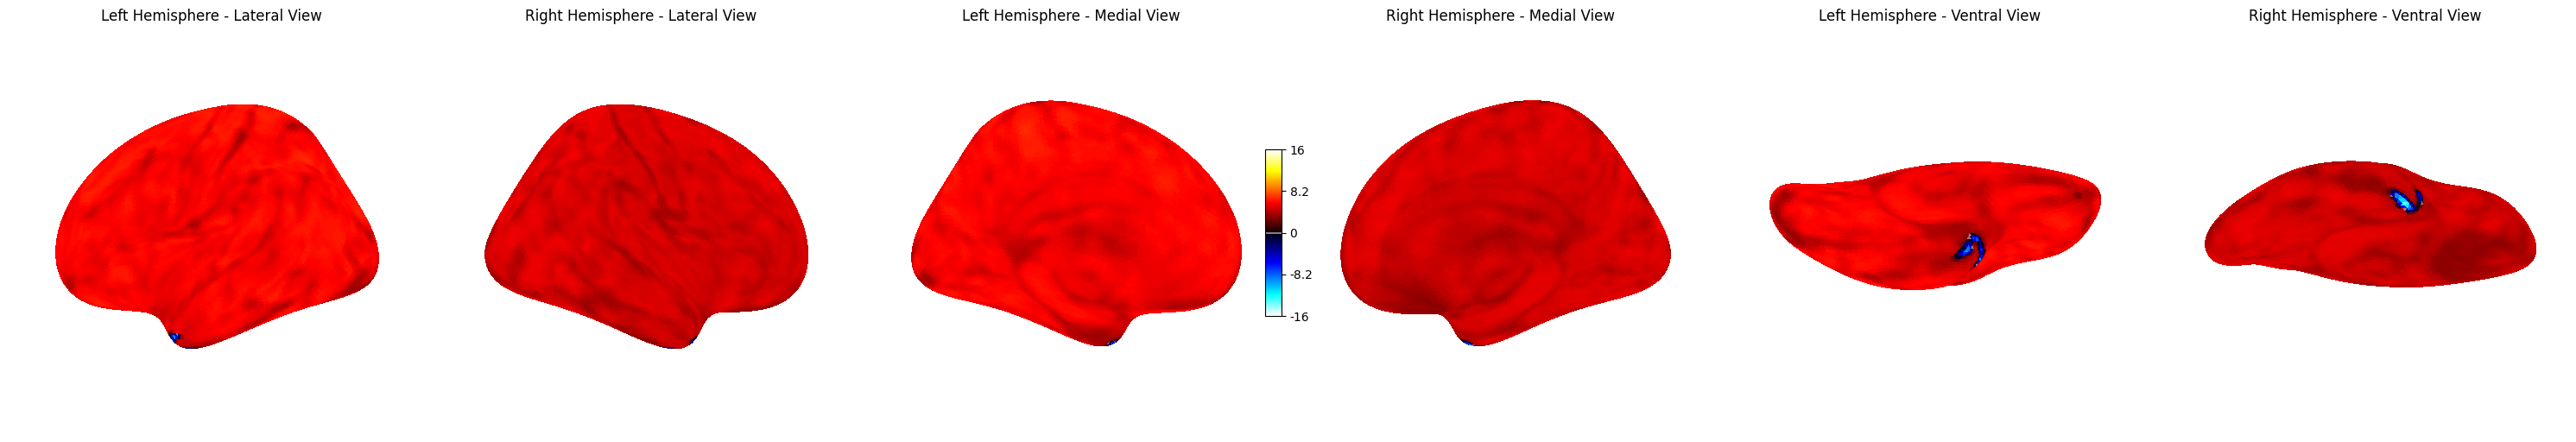 Left Hemisphere - Lateral View
Right Hemisphere - Lateral View
Left Hemisphere - Medial View
Right Hemisphere - Medial View
Left Hemisphere - Ventral View
Right Hemisphere - Ventral View
16
8.2
0
-8.2
-16